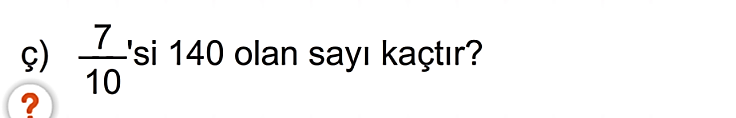 ç) 7/10'si 140 olan sayı kaçtır?
?